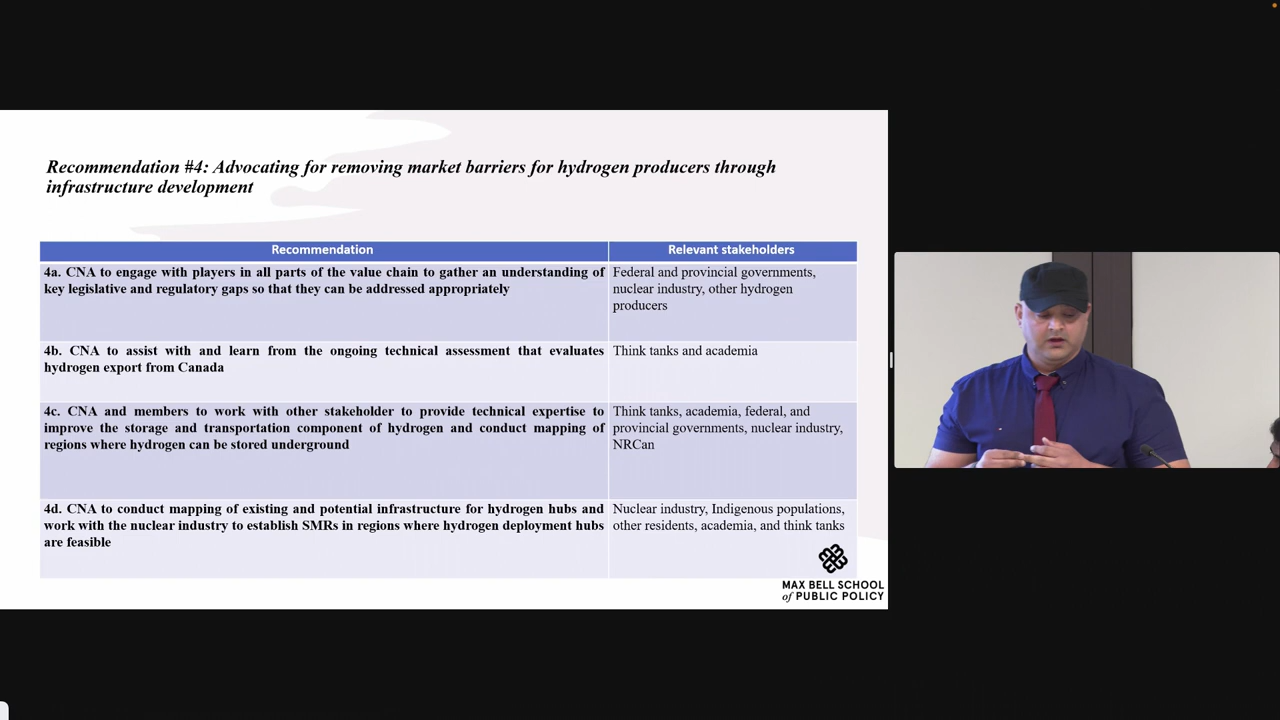 Recommendation #4: Advocating for removing market barriers for hydrogen producers through
infrastructure development
Recommendation
Relevant stakeholders
4a. CNA to engage with players in all parts of the value chain to gather an understanding of
key legislative and regulatory gaps so that they can be addressed appropriately
Federal and provincial governments,
nuclear industry, other hydrogen
producers
4b. CNA to assist with and learn from the ongoing technical assessment that evaluates
hydrogen export from Canada
Think tanks and academia
4c. CNA and members to work with other stakeholder to provide technical expertise to
improve the storage and transportation component of hydrogen and conduct mapping of
regions where hydrogen can be stored underground
Think tanks, academia, federal, and
provincial governments, nuclear industry,
NRCan
4d. CNA to conduct mapping of existing and potential infrastructure for hydrogen hubs and
work with the nuclear industry to establish SMRs in regions where hydrogen deployment hubs
are feasible
Nuclear industry, Indigenous populations,
other residents, academia, and think tanks
MAX BELL SCHOOL
of PUBLIC POLICY